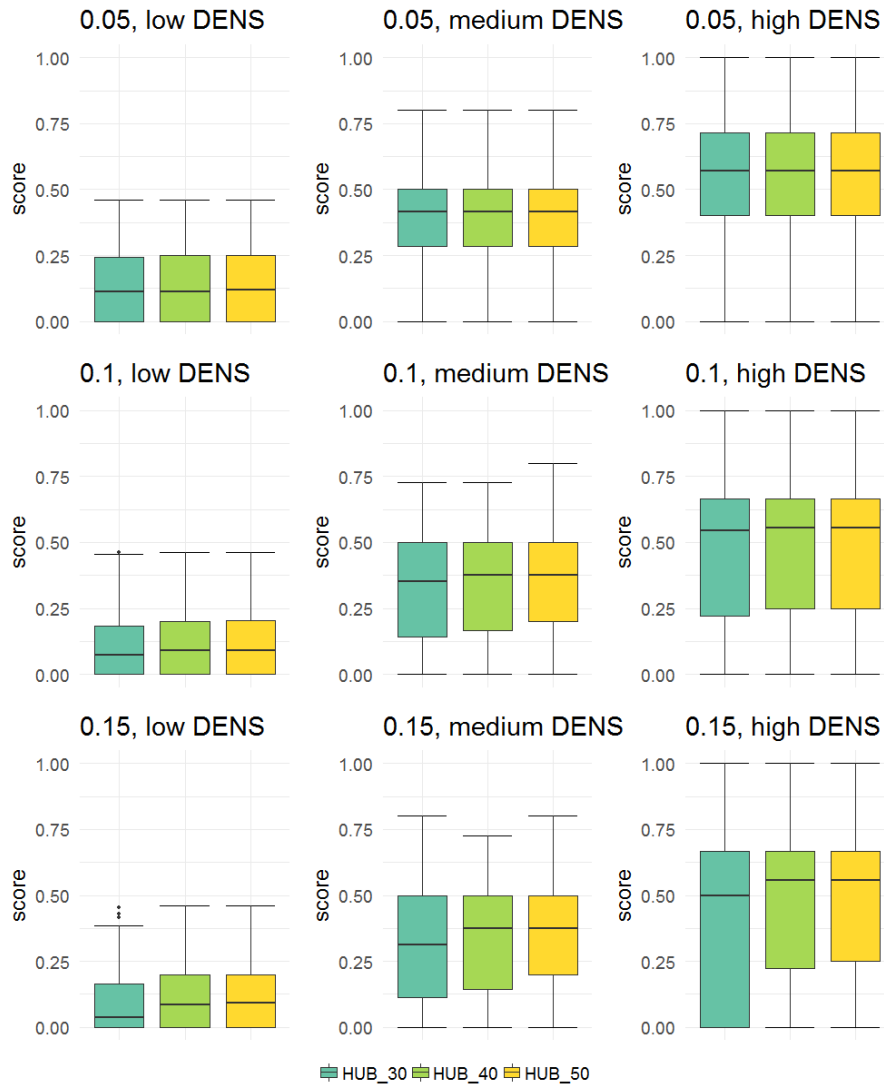 0.05, low DENS
0.05, medium DENS
0.05, high DENS
1.00
0.75
0.50
0.25
0.00
score
1.00
0.75
0.50
0.25
0.00
score
1.00
0.75
0.50
0.25
0.00
score
0.1, low DENS
0.1, medium DENS
0.1, high DENS
1.00
0.75
0.50
0.25
0.00
score
1.00
0.75
0.50
0.25
0.00
score
1.00
0.75
0.50
0.25
0.00
score
0.15, low DENS
0.15, medium DENS
0.15, high DENS
1.00
0.75
0.50
0.25
0.00
score
1.00
0.75
0.50
0.25
0.00
score
1.00
0.75
0.50
0.25
0.00
score
HUB_30 HUB_40 HUB_50